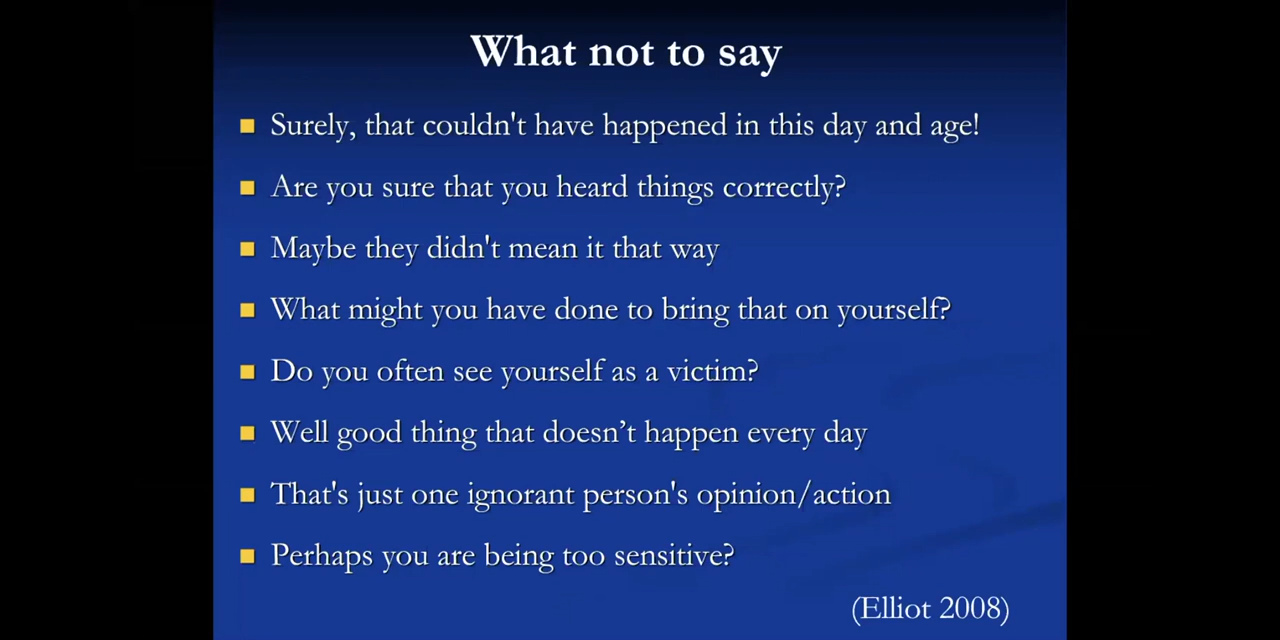 What not to say
Surely, that couldn't have happened in this day and age!
Are you sure that you heard things correctly?
Maybe they didn't mean it that way
What might you have done to bring that on yourself?
Do you often see yourself as a victim?
Well good thing that doesn’t happen every day
That's just one ignorant person's opinion/action
Perhaps you are being too sensitive?
(Elliot 2008)